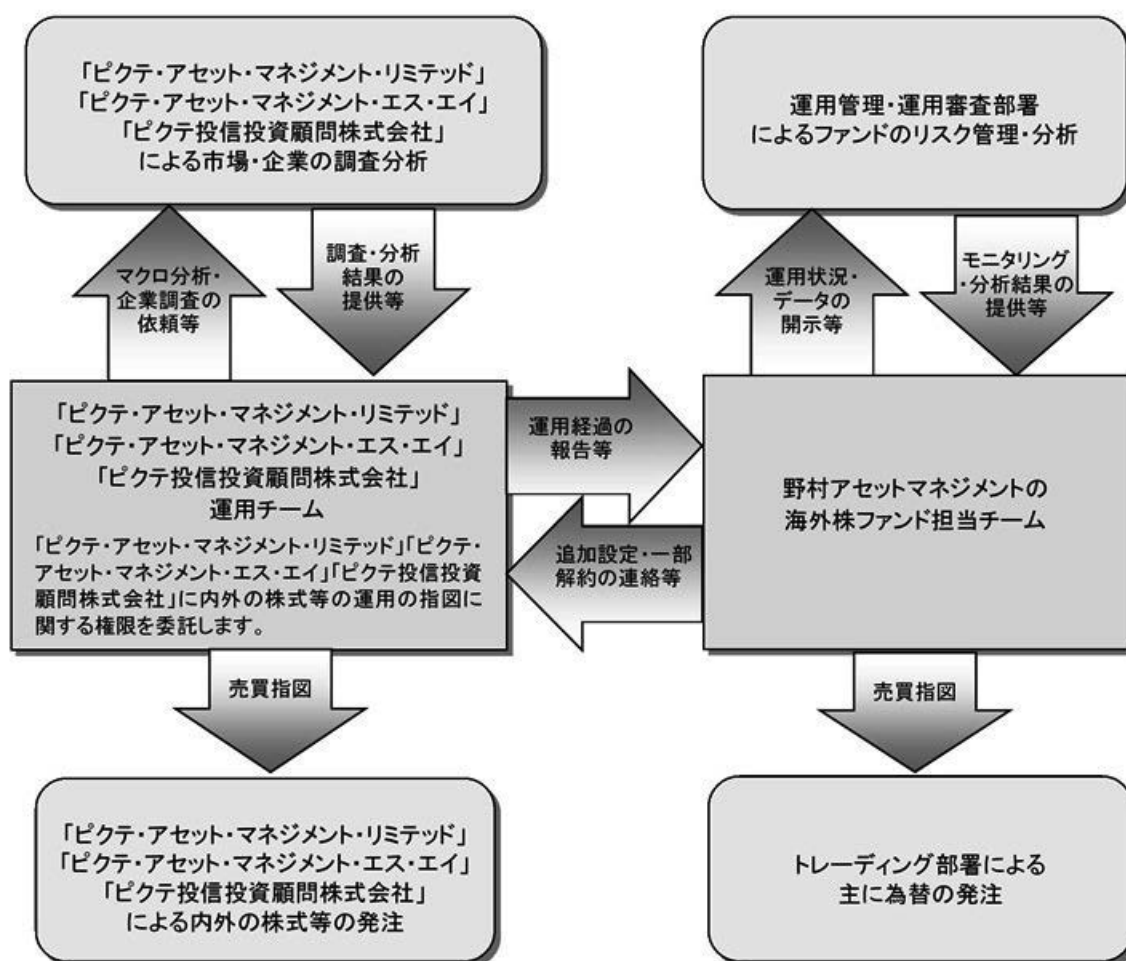 「ピクテ・アセット・マネジメント・リミテッド」
「ピクテ・アセット・マネジメント・エス・エイ」
「ピクテ投信投資顧問株式会社」
による市場・企業の調査分析
運用管理・運用審査部署
によるファンドのリスク管理・分析
マクロ分析・
企業調査の
依頼等
調査・分析
結果の
提供等
運用状況・
データの
開示等
モニタリング
・分析結果の
提供等
「ピクテ・アセット・マネジメント・リミテッド」
「ピクテ・アセット・マネジメント・エス・エイ」
「ピクテ投信投資顧問株式会社」
運用チーム
「ピクテ・アセット・マネジメント・リミテッド」「ピクテ・
アセット・マネジメント・エス・エイ」「ピクテ投信投資
顧問株式会社」に内外の株式等の運用の指図に
関する権限を委託します。
運用経過の
報告等
追加設定・一部
解約の連絡等
野村アセットマネジメントの
海外株ファンド担当チーム
売買指図
売買指図
「ピクテ・アセット・マネジメント・リミテッド」
「ピクテ・アセット・マネジメント・エス・エイ」
「ピクテ投信投資顧問株式会社」
による内外の株式等の発注
トレーディング部署による
主に為替の発注